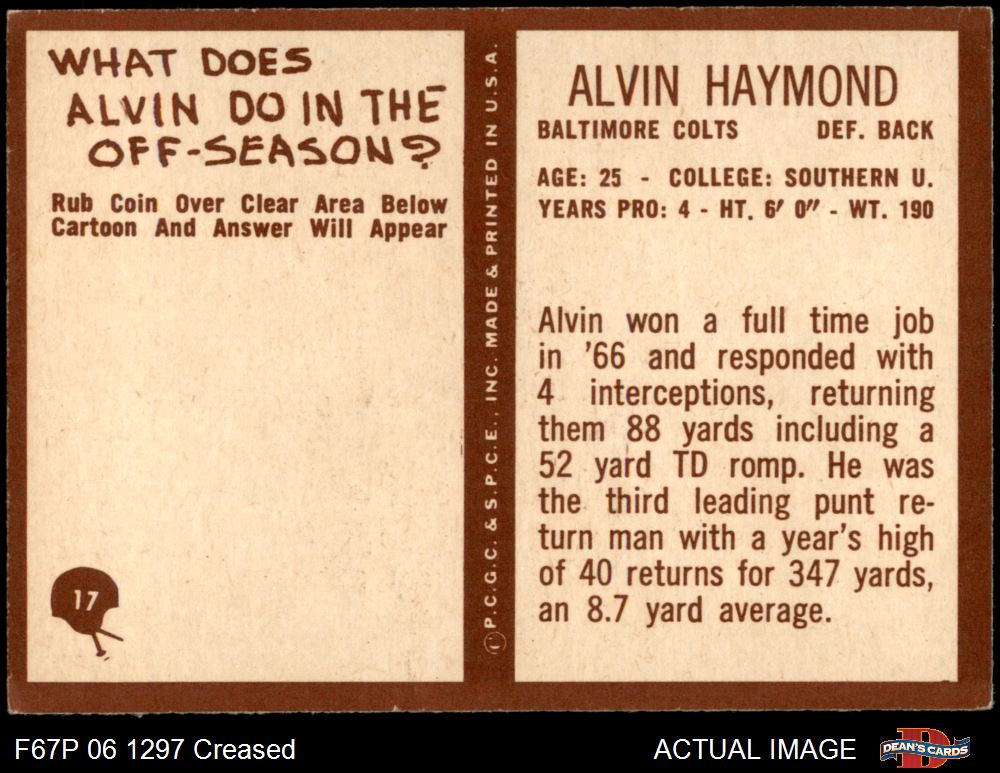 WHAT DOES
ALVIN DO IN THE
OFF-SEASON?
Rub Coin Over Clear Area Below
Cartoon And Answer Will Appear
17
© P.C.G.C. & S.P.C.E., INC. MADE & PRINTED IN U.S.A.
ALVIN HAYMOND
BALTIMORE COLTS DEF. BACK
AGE: 25 - COLLEGE: SOUTHERN U.
YEARS PRO: 4 - HT. 6' 0" - WT. 190
Alvin won a full time job
in '66 and responded with
4 interceptions, returning
them 88 yards including a
52 yard TD romp. He was
the third leading punt re-
turn man with a year's high
of 40 returns for 347 yards,
an 8.7 yard average.
F67P 06 1297 Creased
ACTUAL IMAGE
DEAN'S CARDS